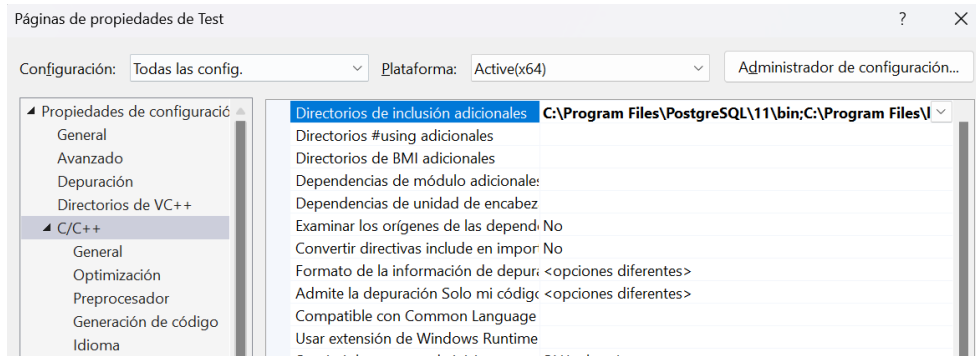 Páginas de propiedades de Test ? ✕
Configuración: Todas las config. Plataforma: Active(x64) Administrador de configuración...
Propiedades de configuració
General
Avanzado
Depuración
Directorios de VC++
C/C++
General
Optimización
Preprocesador
Generación de código
Idioma
Directorios de inclusión adicionales C:\Program Files\PostgreSQL\11\bin;C:\Program Files\
Directorios #using adicionales
Directorios de BMI adicionales
Dependencias de módulo adicionales
Dependencias de unidad de encabez
Examinar los orígenes de las depend No
Convertir directivas include en impor No
Formato de la información de depura <opciones diferentes>
Admite la depuración Solo mi código <opciones diferentes>
Compatible con Common Language
Usar extensión de Windows Runtime